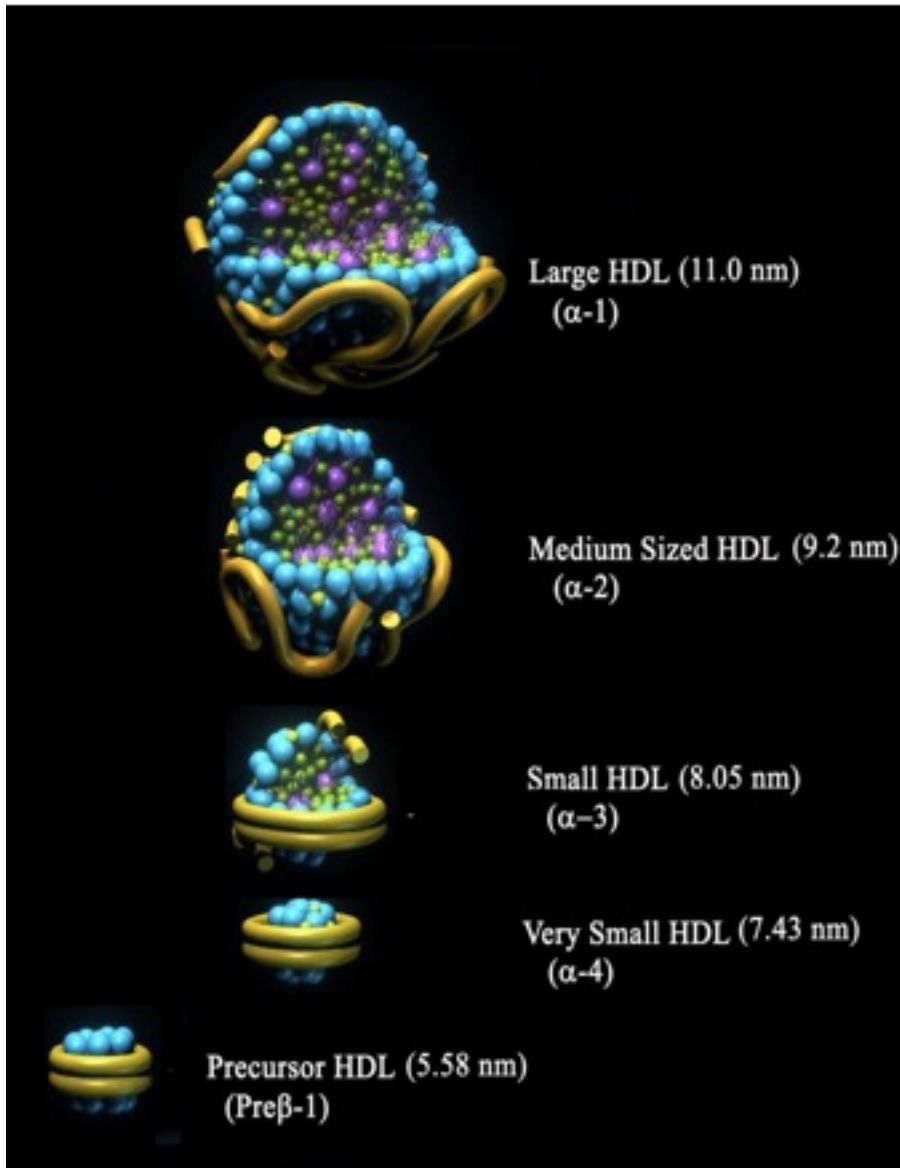 Large HDL (11.0 nm)
(α-1)
Medium Sized HDL (9.2 nm)
(α-2)
Small HDL (8.05 nm)
(α–3)
Very Small HDL (7.43 nm)
(α-4)
Precursor HDL (5.58 nm)
(Preβ-1)